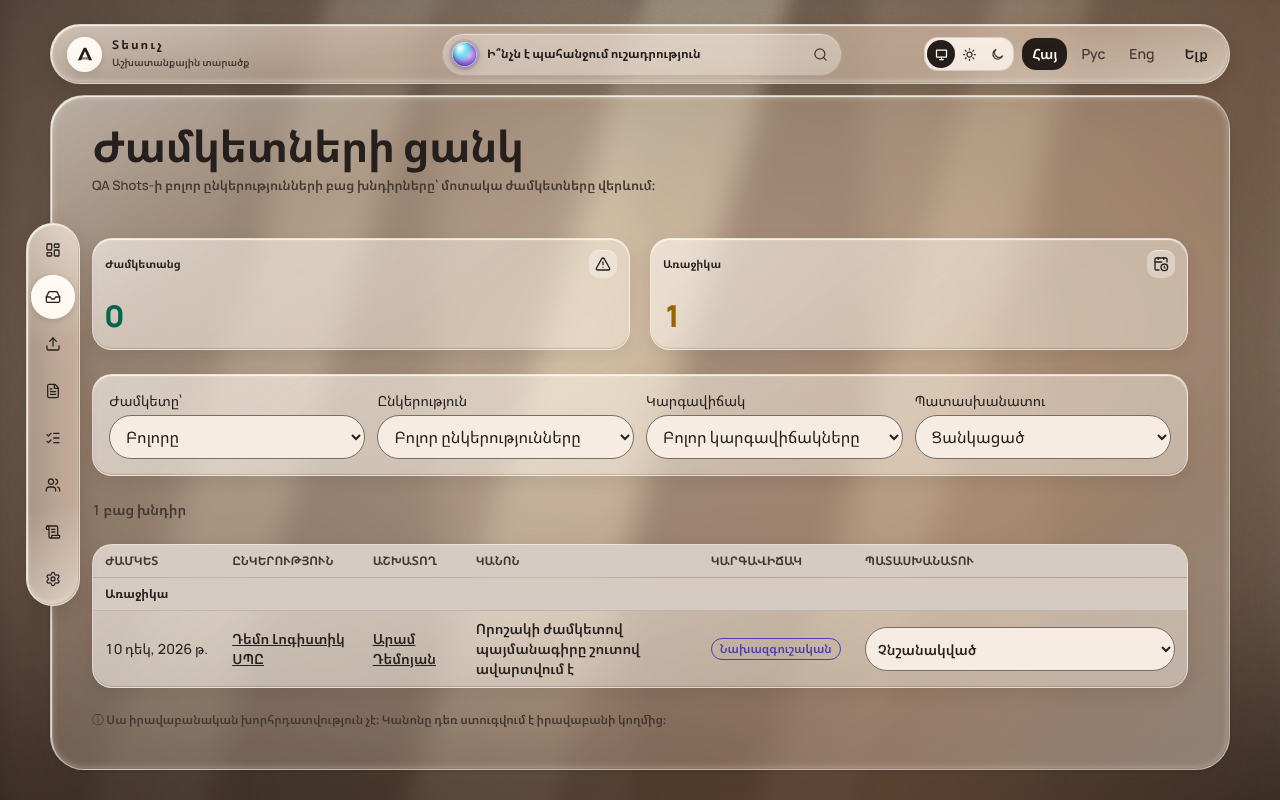 Տեսուչ
Աշխատանքային տարածք
Ի՞նչն է պահանջում ուշադրություն
Հայ
Рус
Eng
Ելք
Ժամկետների ցանկ
QA Shots-ի բոլոր ընկերությունների բաց խնդիրները՝ մոտակա ժամկետները վերևում։
Ժամկետանց
0
Առաջիկա
1
Ժամկետը՝
Ընկերություն
Կարգավիճակ
Պատասխանատու
Բոլորը
Բոլոր ընկերությունները
Բոլոր կարգավիճակները
Ցանկացած
1 բաց խնդիր
ԺԱՄԿԵՏ ԸՆԿԵՐՈՒԹՅՈՒՆ ԱՇԽԱՏՈՂ ԿԱՆՈՆ ԿԱՐԳԱՎԻՃԱԿ ՊԱՏԱՍԽԱՆԱՏՈՒ
Առաջիկա
10 դեկ, 2026 թ.
Դեմո Լոգիստիկ
ՍՊԸ
Արամ
Դեմոյան
Որոշակի ժամկետով
պայմանագիրը շուտով
ավարտվում է
Նախազգուշական
Չնշանակված
Սա իրավաբանական խորհրդատվություն չէ։ Կանոնը դեռ ստուգվում է իրավաբանի կողմից։